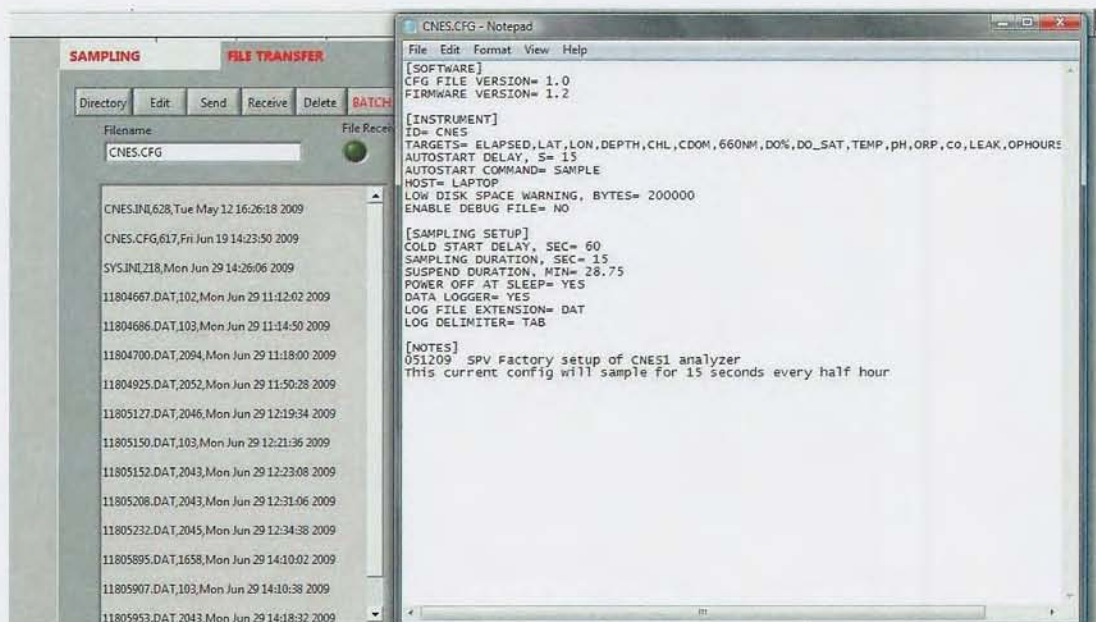 SAMPLING
FILE TRANSFER
Directory
Edit
Send
Receive
Delete
BATCH
Filename
CNES.CFG
CNES.INI,628,Tue May 12 16:26:18 2009
CNES.CFG,617,Fri Jun 19 14:23:50 2009
SYS.INI,218,Mon Jun 29 14:26:06 2009
11804667.DAT,102,Mon Jun 29 11:12:02 2009
11804686.DAT,103,Mon Jun 29 11:14:50 2009
11804700.DAT,2094,Mon Jun 29 11:18:00 2009
11804925.DAT,2052,Mon Jun 29 11:50:28 2009
11805127.DAT,2046,Mon Jun 29 12:19:34 2009
11805150.DAT,103,Mon Jun 29 12:21:36 2009
11805152.DAT,2043,Mon Jun 29 12:23:08 2009
11805208.DAT,2043,Mon Jun 29 12:31:06 2009
11805232.DAT,2045,Mon Jun 29 12:34:38 2009
11805895.DAT,1658,Mon Jun 29 14:10:02 2009
11805907.DAT,103,Mon Jun 29 14:10:38 2009
11805953.DAT,2043,Mon Jun 29 14:18:32 2009
File Recei
CNES.CFG - Notepad
File Edit Format View Help
[SOFTWARE]
CFG FILE VERSION= 1.0
FIRMWARE VERSION= 1.2
[INSTRUMENT]
ID= CNES
TARGETS= ELAPSED,LAT,LON,DEPTH,CHL,CDOM,660NM,DO%,DO_SAT,TEMP,pH,ORP,co,LEAK,OPHOURS
AUTOSTART DELAY, S= 15
AUTOSTART COMMAND= SAMPLE
HOST= LAPTOP
LOW DISK SPACE WARNING, BYTES= 200000
ENABLE DEBUG FILE= NO
[SAMPLING SETUP]
COLD START DELAY, SEC= 60
SAMPLING DURATION, SEC= 15
SUSPEND DURATION, MIN= 28.75
POWER OFF AT SLEEP= YES
DATA LOGGER= YES
LOG FILE EXTENSION= DAT
LOG DELIMITER= TAB
[NOTES]
051209 SPV Factory setup of CNES1 analyzer
This current config will sample for 15 seconds every half hour